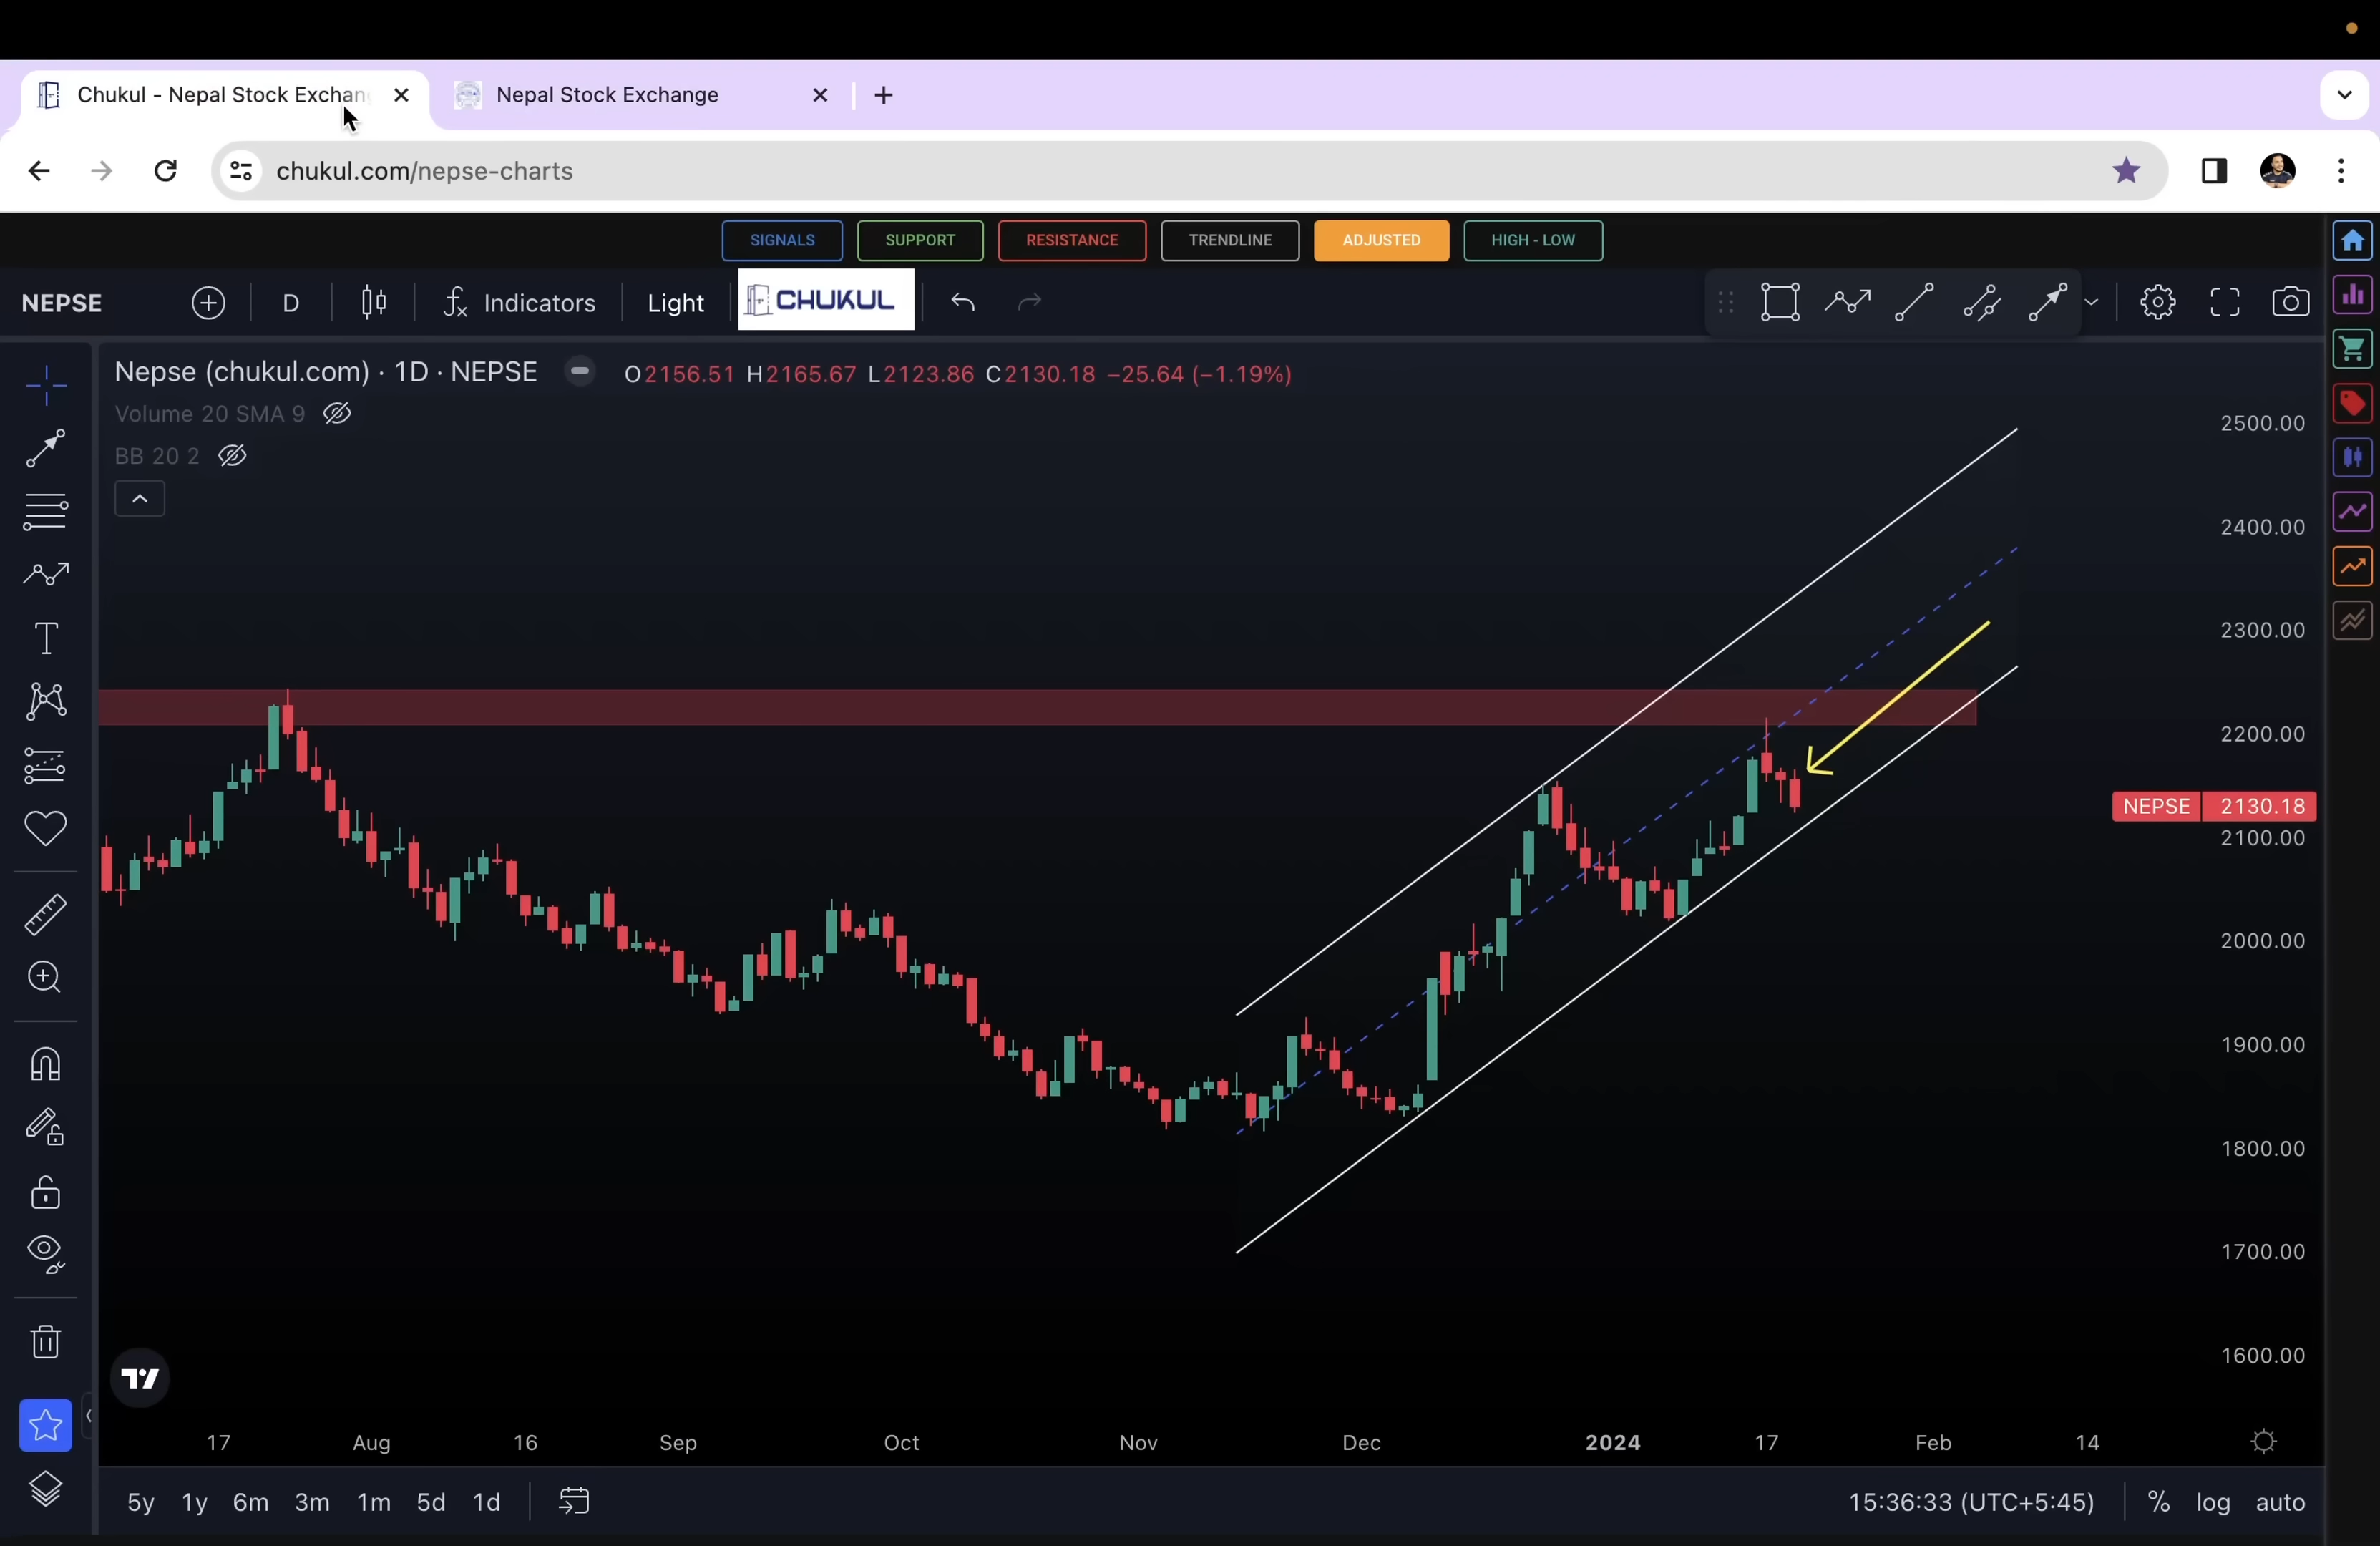 Chukul - Nepal Stock Exchan
Nepal Stock Exchange
chukul.com/nepse-charts
SIGNALS SUPPORT RESISTANCE TRENDLINE ADJUSTED HIGH - LOW
NEPSE D Indicators Light CHUKUL
Nepse (chukul.com) · 1D · NEPSE O2156.51 H2165.67 L2123.86 C2130.18 −25.64 (−1.19%)
Volume 20 SMA 9
BB 20 2
2500.00
2400.00
2300.00
2200.00
NEPSE 2130.18
2100.00
2000.00
1900.00
1800.00
1700.00
1600.00
17 Aug 16 Sep Oct Nov Dec 2024 17 Feb 14
5y 1y 6m 3m 1m 5d 1d 15:36:33 (UTC+5:45) % log auto